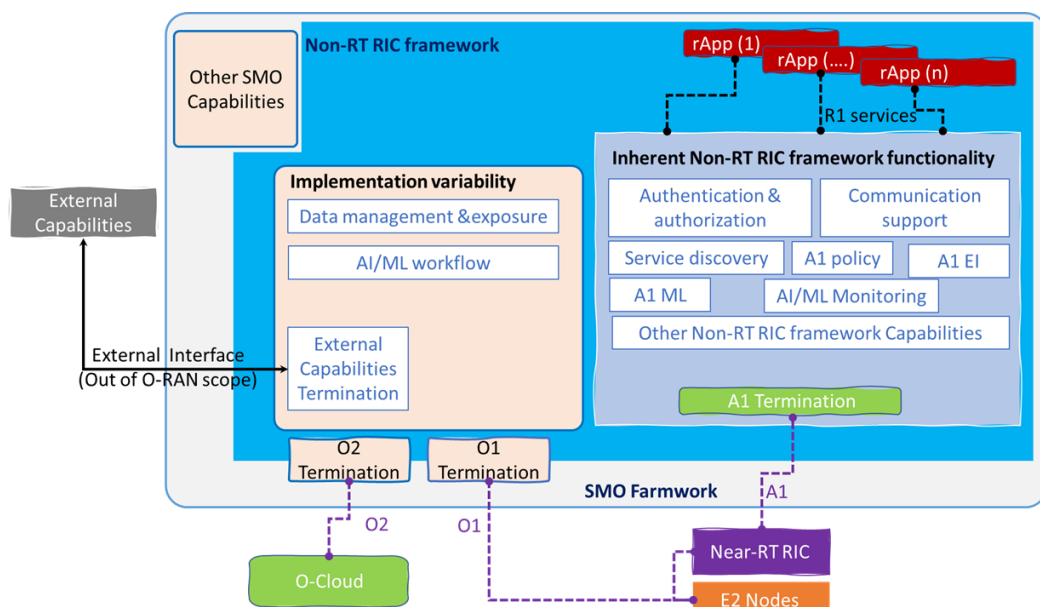 Non-RT RIC framework
Other SMO
Capabilities
rApp (1)
rApp (....)
rApp (n)
R1 services
Inherent Non-RT RIC framework functionality
Authentication &
authorization
Communication
support
Service discovery
A1 policy
A1 EI
A1 ML
AI/ML Monitoring
Other Non-RT RIC framework Capabilities
A1 Termination
Implementation variability
Data management &exposure
AI/ML workflow
External
Capabilities
Termination
External
Capabilities
External Interface
(Out of O-RAN scope)
O2
Termination
O1
Termination
SMO Farmwork
A1
O2
O1
Near-RT RIC
O-Cloud
E2 Nodes